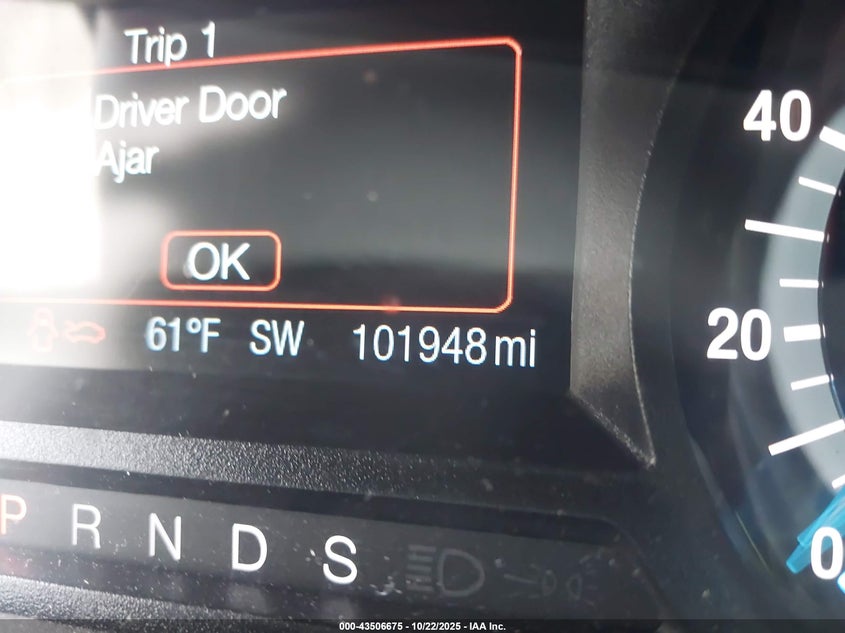 Trip 1
Driver Door
Ajar
OK
61°F SW 101948 mi
40
20
0
P R N D S
000-43506675 - 10/22/2025 - IAA Inc.